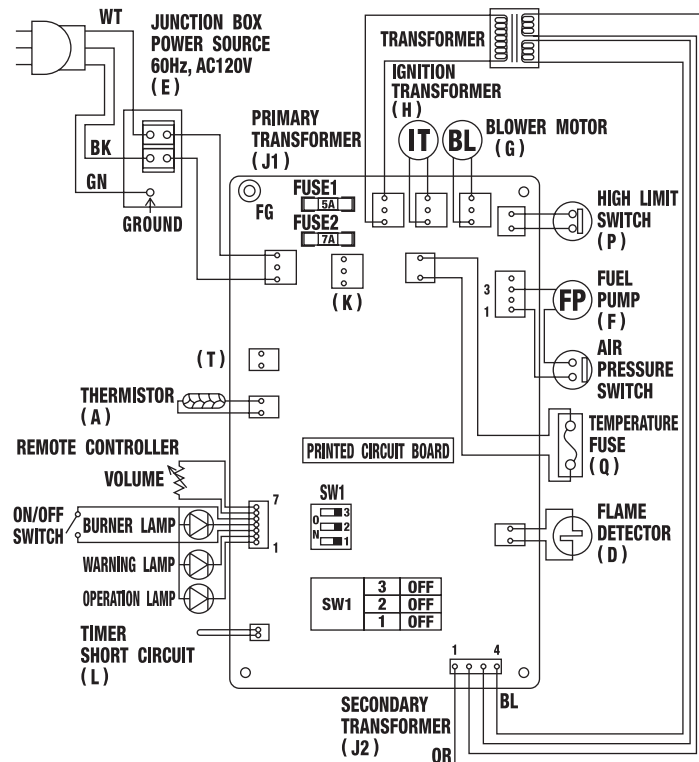 WT
JUNCTION BOX
POWER SOURCE
60Hz, AC120V
( E )
BK
GN
GROUND
TRANSFORMER
IGNITION
TRANSFORMER
( H )
PRIMARY
TRANSFORMER
( J1 )
IT
BL
BLOWER MOTOR
( G )
FG
FUSE1
5A
FUSE2
7A
( K )
HIGH LIMIT
SWITCH
( P )
3
1
FP
FUEL
PUMP
( F )
AIR
PRESSURE
SWITCH
( T )
THERMISTOR
( A )
TEMPERATURE
FUSE
( Q )
PRINTED CIRCUIT BOARD
REMOTE CONTROLLER
VOLUME
7
1
ON/OFF
SWITCH
BURNER LAMP
WARNING LAMP
OPERATION LAMP
SW1
O
N
3
2
1
FLAME
DETECTOR
( D )
SW1
3 OFF
2 OFF
1 OFF
TIMER
SHORT CIRCUIT
( L )
1 4
BL
SECONDARY
TRANSFORMER
( J2 )
OR